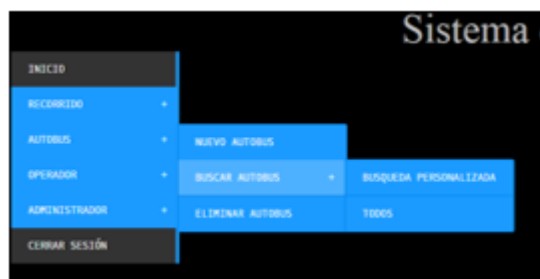 Sistema
INICIO
RECORRIDO +
AUTOBUS +
OPERADOR +
ADMINISTRADOR +
CERRAR SESIÓN
NUEVO AUTOBUS
BUSCAR AUTOBUS +
ELIMINAR AUTOBUS
BUSQUEDA PERSONALIZADA
TODOS